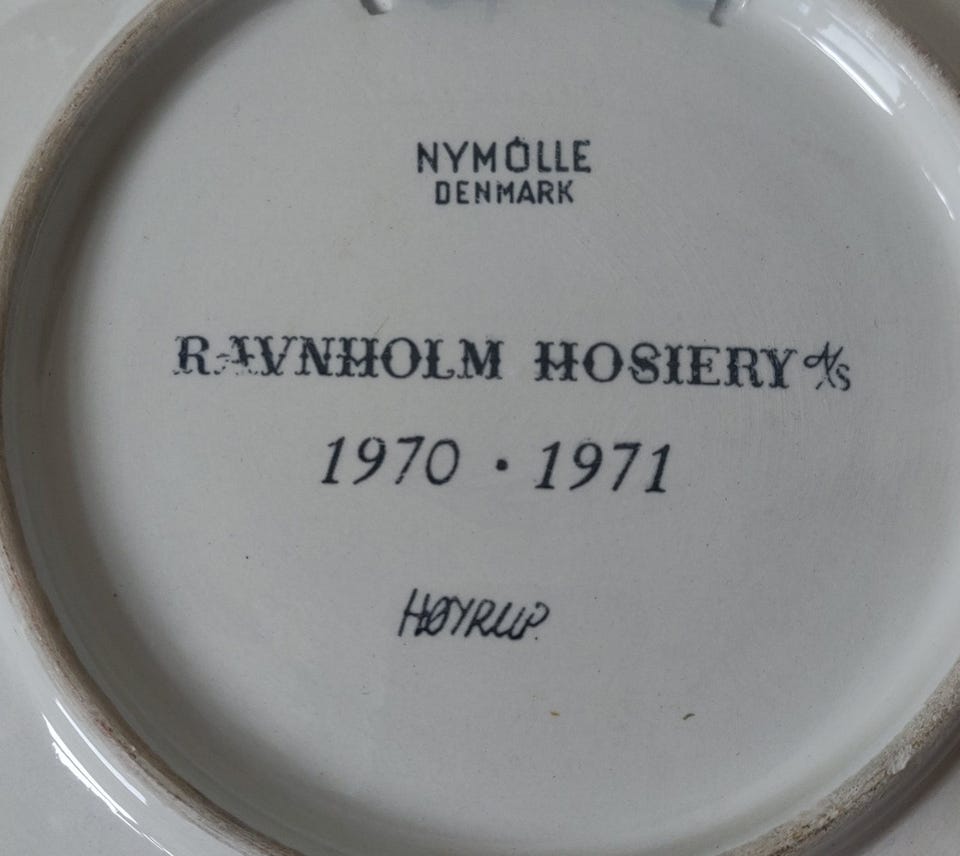 NYMØLLE
DENMARK
RAVNHOLM HOSIERY A/S
1970 · 1971
HØYRUP